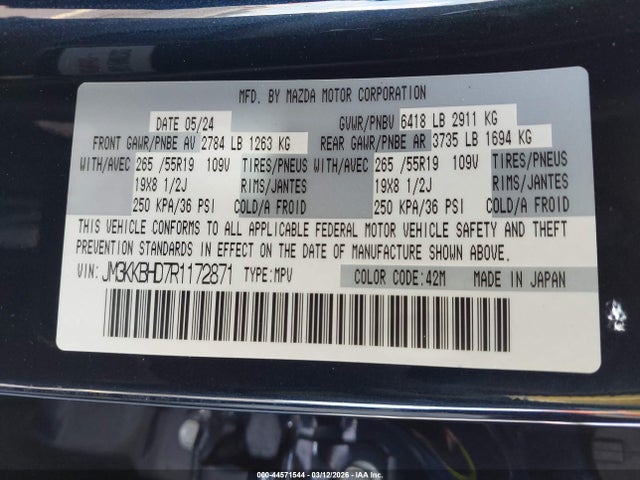 MFD. BY MAZDA MOTOR CORPORATION
DATE 05/24 GVWR/PNBV 6418 LB 2911 KG
FRONT GAWR/PNBE AV 2784 LB 1263 KG REAR GAWR/PNBE AR 3735 LB 1694 KG
WITH/AVEC 265 /55R19 109V TIRES/PNEUS WITH/AVEC 265 /55R19 109V TIRES/PNEUS
19X8 1/2J RIMS/JANTES 19X8 1/2J RIMS/JANTES
250 KPA/36 PSI COLD/A FROID 250 KPA/36 PSI COLD/A FROID
THIS VEHICLE CONFORMS TO ALL APPLICABLE FEDERAL MOTOR VEHICLE SAFETY AND THEFT
PREVENTION STANDARDS IN EFFECT ON THE DATE OF MANUFACTURE SHOWN ABOVE.
VIN: JM3KKBHD7R1172871 TYPE:MPV COLOR CODE:42M MADE IN JAPAN
000-44571544 - 03/12/2026 - IAA Inc.